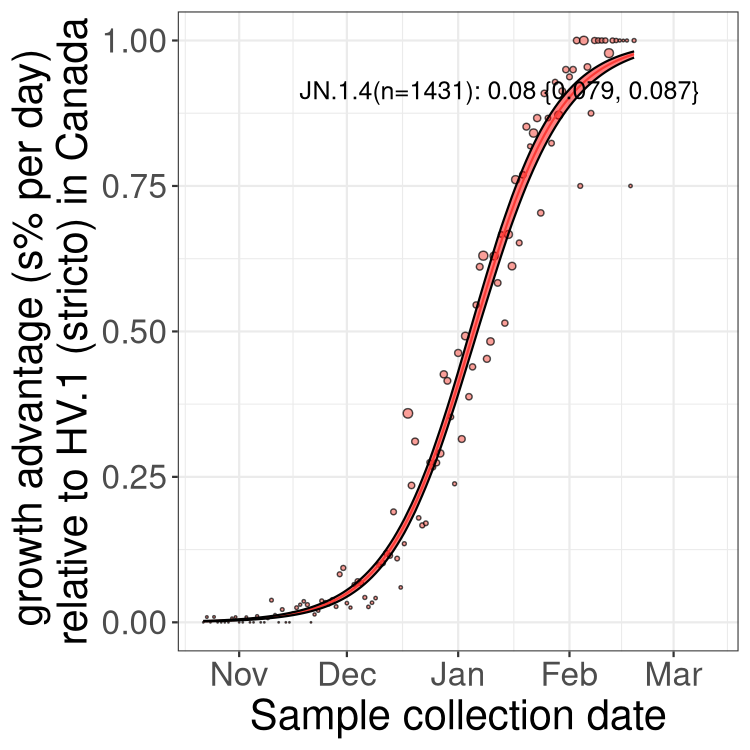 growth advantage (s% per day)
relative to HV.1 (stricto) in Canada
1.00
0.75
0.50
0.25
0.00
JN.1.4(n=1431): 0.08 {0.079, 0.087}
Nov Dec Jan Feb Mar
Sample collection date